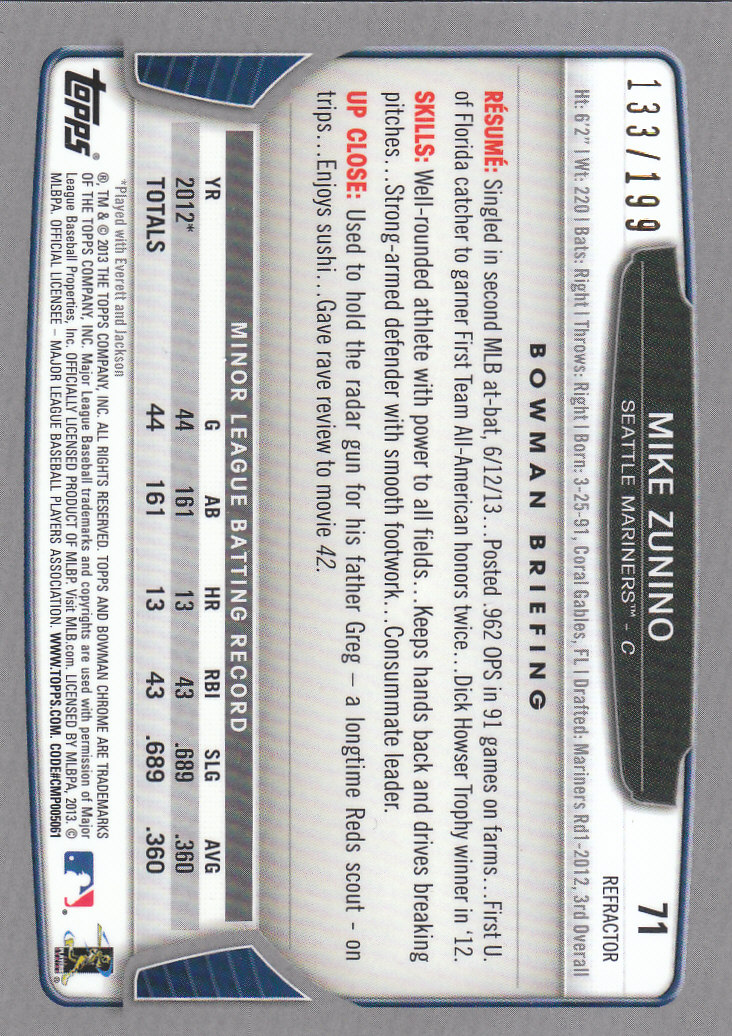 133/199
MIKE ZUNINO
SEATTLE MARINERS™ - C
71
REFRACTOR
Ht: 6'2" | Wt: 220 | Bats: Right | Throws: Right | Born: 3-25-91, Coral Gables, FL | Drafted: Mariners Rd1-2012, 3rd Overall
BOWMAN BRIEFING
RÉSUMÉ: Singled in second MLB at-bat, 6/12/13...Posted .962 OPS in 91 games on farms...First U.
of Florida catcher to garner First Team All-American honors twice...Dick Howser Trophy winner in '12.
SKILLS: Well-rounded athlete with power to all fields...Keeps hands back and drives breaking
pitches...Strong-armed defender with smooth footwork...Consummate leader.
UP CLOSE: Used to hold the radar gun for his father Greg – a longtime Reds scout - on
trips...Enjoys sushi...Gave rave review to movie 42.
MINOR LEAGUE BATTING RECORD
YR G AB HR RBI SLG AVG
2012* 44 161 13 43 .689 .360
TOTALS 44 161 13 43 .689 .360
*Played with Everett and Jackson
topps®
®, TM & © 2013 THE TOPPS COMPANY, INC. ALL RIGHTS RESERVED. TOPPS AND BOWMAN CHROME ARE TRADEMARKS
OF THE TOPPS COMPANY, INC. Major League Baseball trademarks and copyrights are used with permission of Major
League Baseball Properties, Inc. OFFICIALLY LICENSED PRODUCT OF MLBP. Visit MLB.com. LICENSED BY MLBPA, 2013. ©
MLBPA. OFFICIAL LICENSEE – MAJOR LEAGUE BASEBALL PLAYERS ASSOCIATION. WWW.TOPPS.COM. CODE#CMP005061